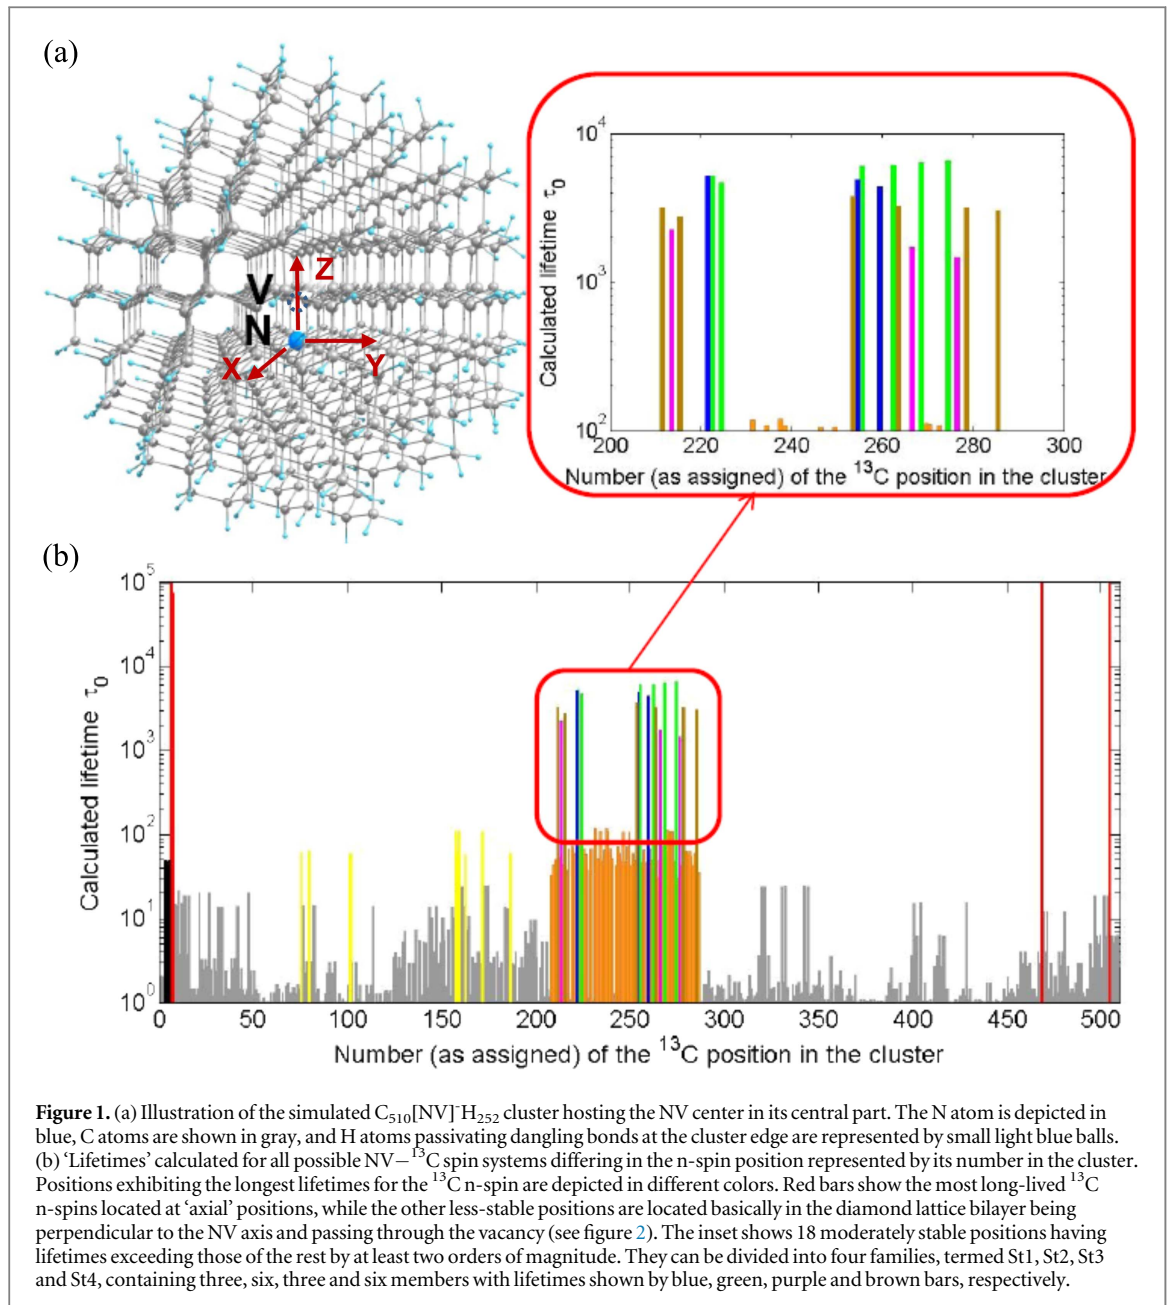 (a)
V
N
Z
X
Y
Calculated lifetime τ0
10^4
10^3
10^2
200 220 240 260 280 300
Number (as assigned) of the 13C position in the cluster
(b)
Calculated lifetime τ0
10^5
10^4
10^3
10^2
10^1
10^0
0 50 100 150 200 250 300 350 400 450 500
Number (as assigned) of the 13C position in the cluster
Figure 1. (a) Illustration of the simulated C510[NV]-H252 cluster hosting the NV center in its central part. The N atom is depicted in
blue, C atoms are shown in gray, and H atoms passivating dangling bonds at the cluster edge are represented by small light blue balls.
(b) ‘Lifetimes’ calculated for all possible NV–13C spin systems differing in the n-spin position represented by its number in the cluster.
Positions exhibiting the longest lifetimes for the 13C n-spin are depicted in different colors. Red bars show the most long-lived 13C
n-spins located at ‘axial’ positions, while the other less-stable positions are located basically in the diamond lattice bilayer being
perpendicular to the NV axis and passing through the vacancy (see figure 2). The inset shows 18 moderately stable positions having
lifetimes exceeding those of the rest by at least two orders of magnitude. They can be divided into four families, termed St1, St2, St3
and St4, containing three, six, three and six members with lifetimes shown by blue, green, purple and brown bars, respectively.